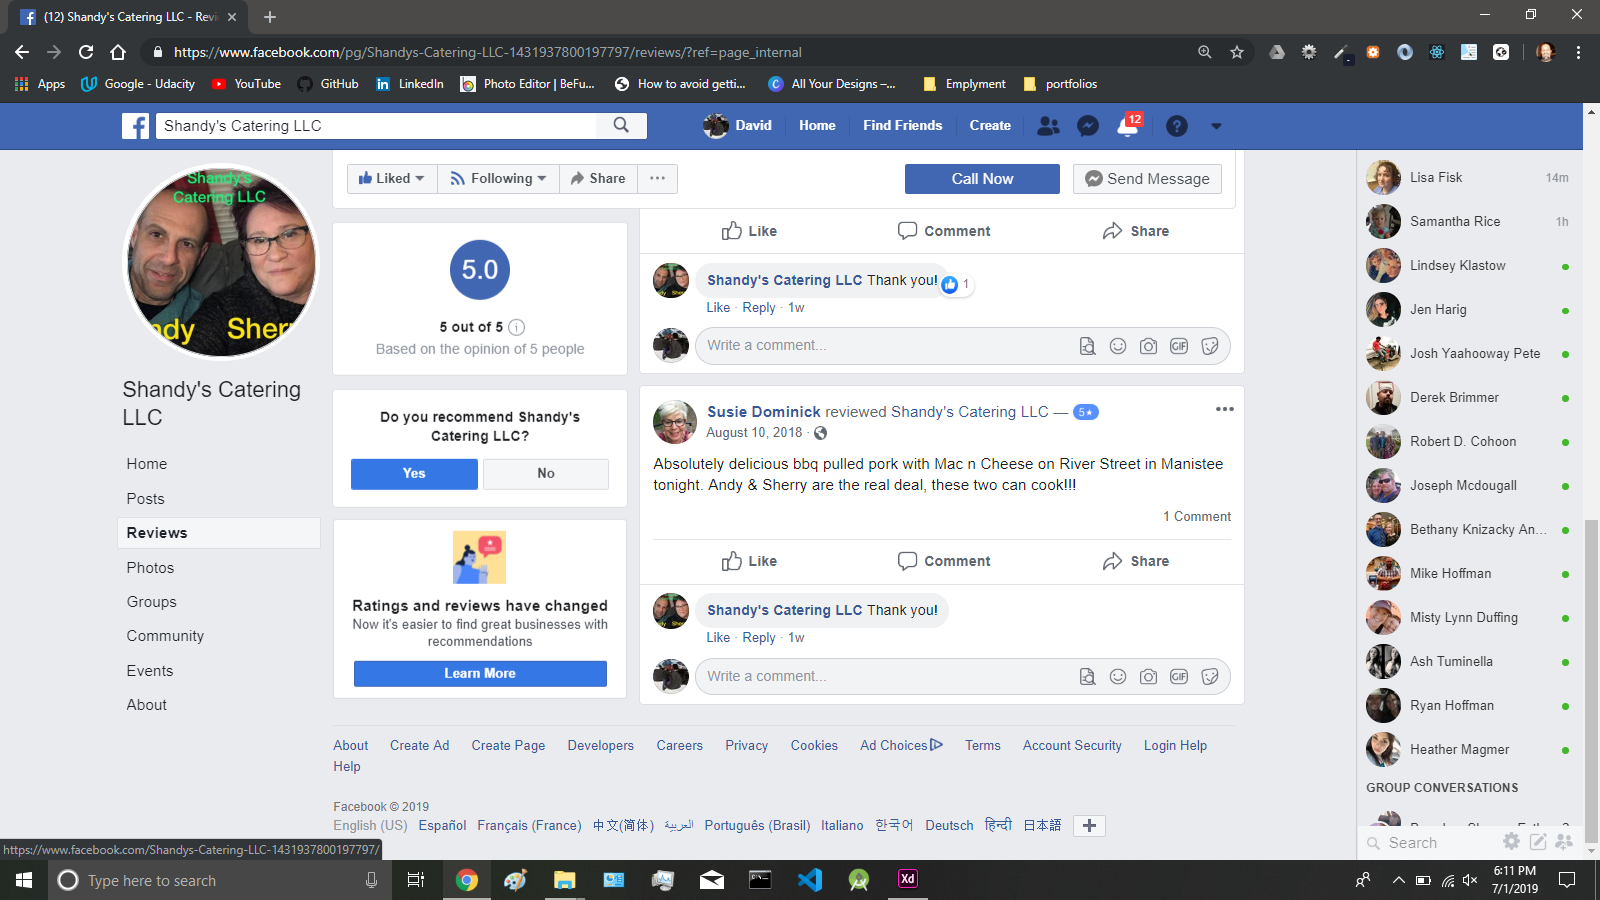 (12) Shandy's Catering LLC - Revi
https://www.facebook.com/pg/Shandys-Catering-LLC-1431937800197797/reviews/?ref=page_internal
Apps
Google - Udacity
YouTube
GitHub
LinkedIn
Photo Editor | BeFu...
How to avoid getti...
All Your Designs –...
Emplyment
portfolios
Shandy's Catering LLC
David
Home
Find Friends
Create
12
Shandy's
Catering LLC
ndy Sherr
Shandy's Catering
LLC
Home
Posts
Reviews
Photos
Groups
Community
Events
About
Liked
Following
Share
Call Now
Send Message
5.0
5 out of 5
Based on the opinion of 5 people
Do you recommend Shandy's
Catering LLC?
Yes
No
Ratings and reviews have changed
Now it's easier to find great businesses with
recommendations
Learn More
Like
Comment
Share
Shandy's Catering LLC Thank you!
1
Like · Reply · 1w
Write a comment...
GIF
Susie Dominick reviewed Shandy's Catering LLC — 5★
August 10, 2018 ·
Absolutely delicious bbq pulled pork with Mac n Cheese on River Street in Manistee
tonight. Andy & Sherry are the real deal, these two can cook!!!
1 Comment
Like
Comment
Share
Shandy's Catering LLC Thank you!
Like · Reply · 1w
Write a comment...
GIF
About
Create Ad
Create Page
Developers
Careers
Privacy
Cookies
Ad Choices
Terms
Account Security
Login Help
Help
Facebook © 2019
English (US)
Español
Français (France)
中文(简体)
العربية
Português (Brasil)
Italiano
한국어
Deutsch
हिन्दी
日本語
Lisa Fisk 14m
Samantha Rice 1h
Lindsey Klastow
Jen Harig
Josh Yaahooway Pete
Derek Brimmer
Robert D. Cohoon
Joseph Mcdougall
Bethany Knizacky An...
Mike Hoffman
Misty Lynn Duffing
Ash Tuminella
Ryan Hoffman
Heather Magmer
GROUP CONVERSATIONS
Search
https://www.facebook.com/Shandys-Catering-LLC-1431937800197797/
Type here to search
Xd
6:11 PM
7/1/2019